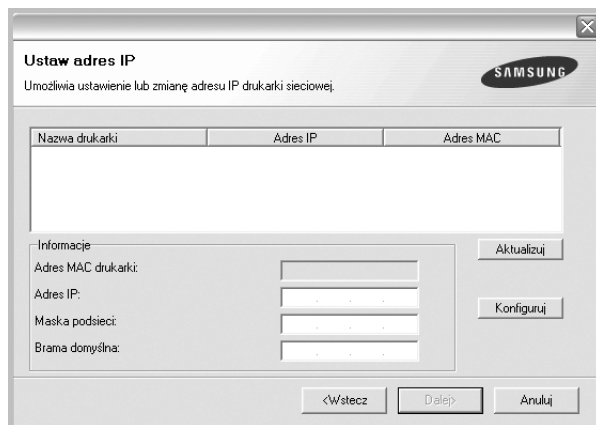 Ustaw adres IP
Umożliwia ustawienie lub zmianę adresu IP drukarki sieciowej.
SAMSUNG
Nazwa drukarki Adres IP Adres MAC
Informacje
Aktualizuj
Adres MAC drukarki:
Adres IP:
Konfiguruj
Maska podsieci:
Brama domyślna:
<Wstecz Dalej> Anuluj